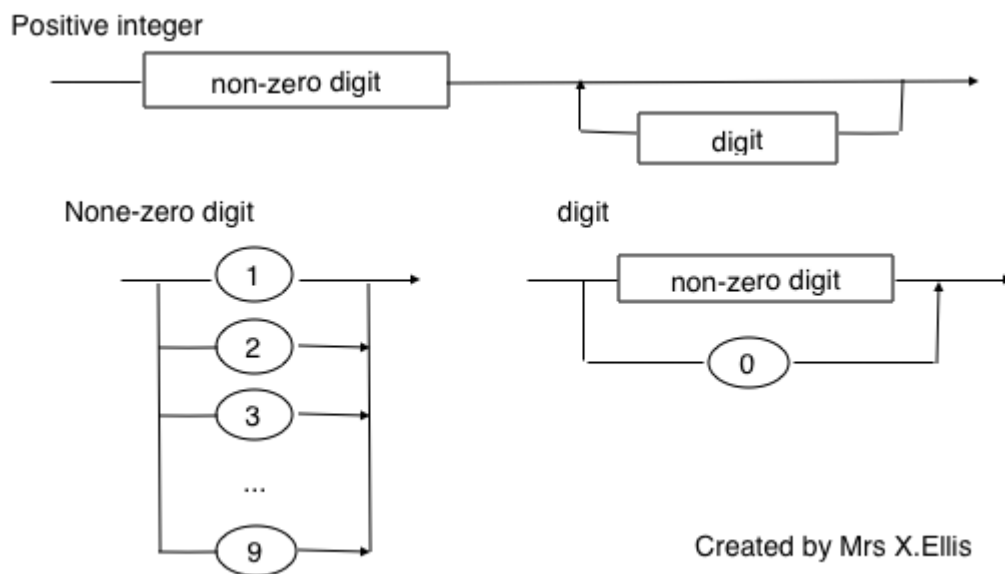 Positive integer
non-zero digit
digit
None-zero digit
1
2
3
...
9
digit
non-zero digit
0
Created by Mrs X.Ellis